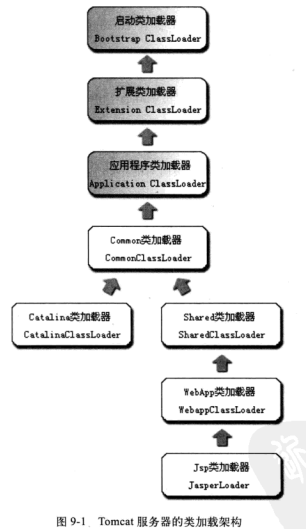 启动类加载器
Bootstrap ClassLoader
扩展类加载器
Extension ClassLoader
应用程序类加载器
Application ClassLoader
Common类加载器
CommonClassLoader
Catalina类加载器
CatalinaClassLoader
Shared类加载器
SharedClassLoader
WebApp类加载器
WebappClassLoader
Jsp类加载器
JasperLoader
图 9-1 Tomcat 服务器的类加载架构